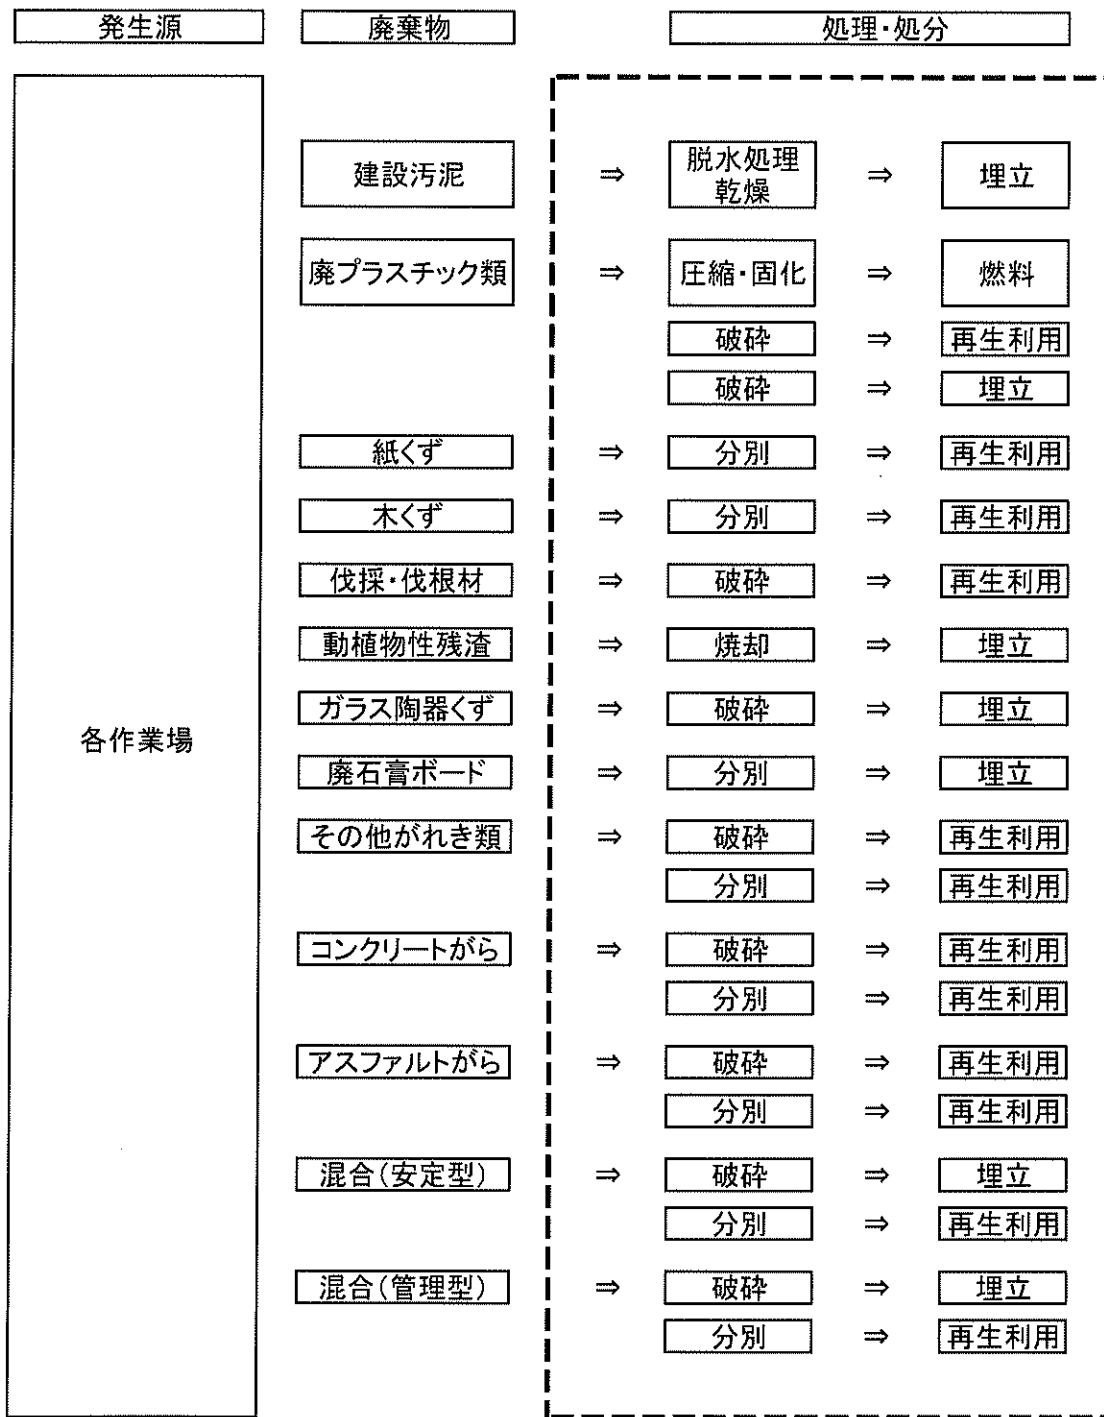 発生源 廃棄物 処理・処分
建設汚泥 ⇒ 脱水処理 乾燥 ⇒ 埋立
廃プラスチック類 ⇒ 圧縮・固化 ⇒ 燃料
破砕 ⇒ 再生利用
破砕 ⇒ 埋立
紙くず ⇒ 分別 ⇒ 再生利用
木くず ⇒ 分別 ⇒ 再生利用
伐採・伐根材 ⇒ 破砕 ⇒ 再生利用
動植物性残渣 ⇒ 焼却 ⇒ 埋立
ガラス陶器くず ⇒ 破砕 ⇒ 埋立
各作業場
廃石膏ボード ⇒ 分別 ⇒ 埋立
その他がれき類 ⇒ 破砕 ⇒ 再生利用
分別 ⇒ 再生利用
コンクリートがら ⇒ 破砕 ⇒ 再生利用
分別 ⇒ 再生利用
アスファルトがら ⇒ 破砕 ⇒ 再生利用
分別 ⇒ 再生利用
混合(安定型) ⇒ 破砕 ⇒ 埋立
分別 ⇒ 再生利用
混合(管理型) ⇒ 破砕 ⇒ 埋立
分別 ⇒ 再生利用